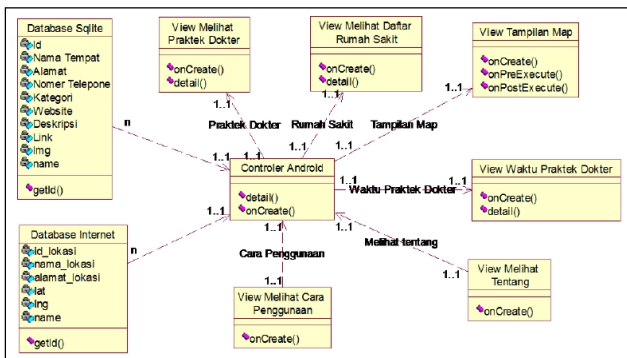 Database Sqlite
id
Nama Tempat
Alamat
Nomer Telepone
Kategori
Website
Deskripsi
Link
Img
name
getId()
View Melihat
Praktek Dokter
onCreate()
detail()
View Melihat Daftar
Rumah Sakit
onCreate()
detail()
View Tampilan Map
onCreate()
onPreExecute()
onPostExecute()
1..1
1..1
1..1
n
Praktek Dokter
Rumah Sakit
Tampilan Map
1..1
1..1
1..1
1..1
Controler Android
detail()
onCreate()
1..1
Waktu Praktek Dokter
1..1
View Waktu Praktek Dokter
onCreate()
detail()
Database Internet
id_lokasi
nama_lokasi
alamat_lokasi
lat
lng
name
getId()
n
1..1
1..1
1..1
Cara Penggunaan
Melihat tentang
1..1
1..1
View Melihat Cara
Penggunaan
onCreate()
View Melihat
Tentang
onCreate()